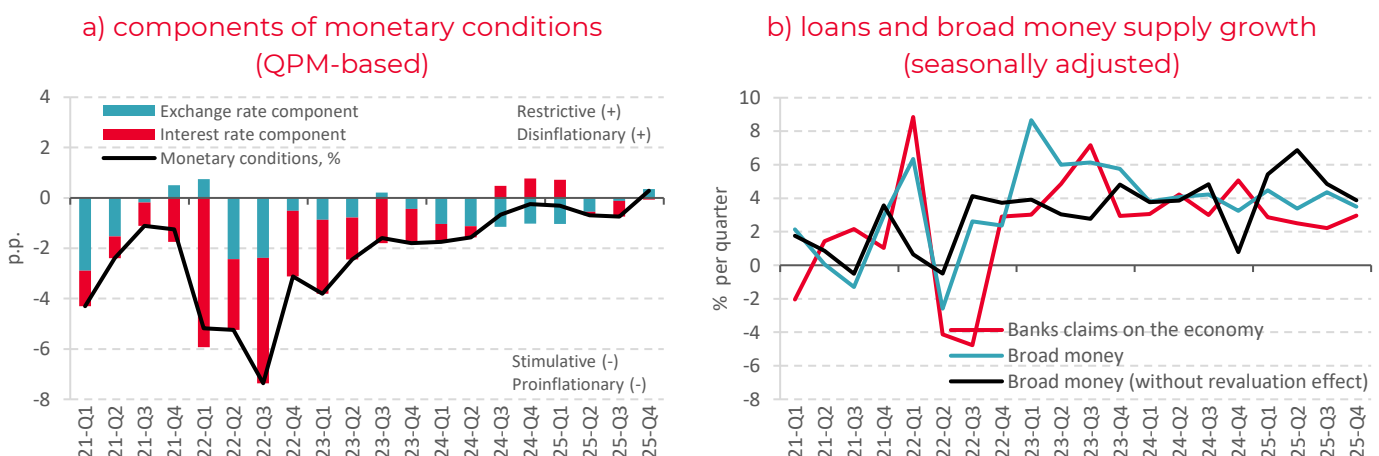 a) components of monetary conditions
(QPM-based)
4
2
0
-2
-4
-6
-8
p.p.
Exchange rate component
Interest rate component
Monetary conditions, %
Restrictive (+)
Disinflationary (+)
Stimulative (-)
Proinflationary (-)
21-Q1
21-Q2
21-Q3
21-Q4
22-Q1
22-Q2
22-Q3
22-Q4
23-Q1
23-Q2
23-Q3
23-Q4
24-Q1
24-Q2
24-Q3
24-Q4
25-Q1
25-Q2
25-Q3
25-Q4
b) loans and broad money supply growth
(seasonally adjusted)
10
8
6
4
2
0
-2
-4
-6
-8
% per quarter
Banks claims on the economy
Broad money
Broad money (without revaluation effect)
21-Q1
21-Q2
21-Q3
21-Q4
22-Q1
22-Q2
22-Q3
22-Q4
23-Q1
23-Q2
23-Q3
23-Q4
24-Q1
24-Q2
24-Q3
24-Q4
25-Q1
25-Q2
25-Q3
25-Q4